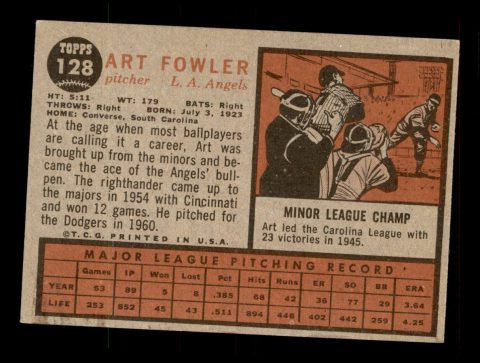 TOPPS
128
ART FOWLER
pitcher L. A. Angels
HT: 5:11 WT: 179 BATS: Right
THROWS: Right BORN: July 3, 1923
HOME: Converse, South Carolina
At the age when most ballplayers
are calling it a career, Art was
brought up from the minors and be-
came the ace of the Angels' bull-
pen. The righthander came up to
the majors in 1954 with Cincinnati
and won 12 games. He pitched for
the Dodgers in 1960.
© T. C. G. PRINTED IN U.S.A.
MINOR LEAGUE CHAMP
Art led the Carolina League with
23 victories in 1945.
MAJOR LEAGUE PITCHING RECORD
Games IP Won Lost Pct. Hits Runs ER SO BB ERA
YEAR 53 89 5 8 .385 68 42 36 77 29 3.64
LIFE 253 852 45 43 .511 894 448 402 442 259 4.25